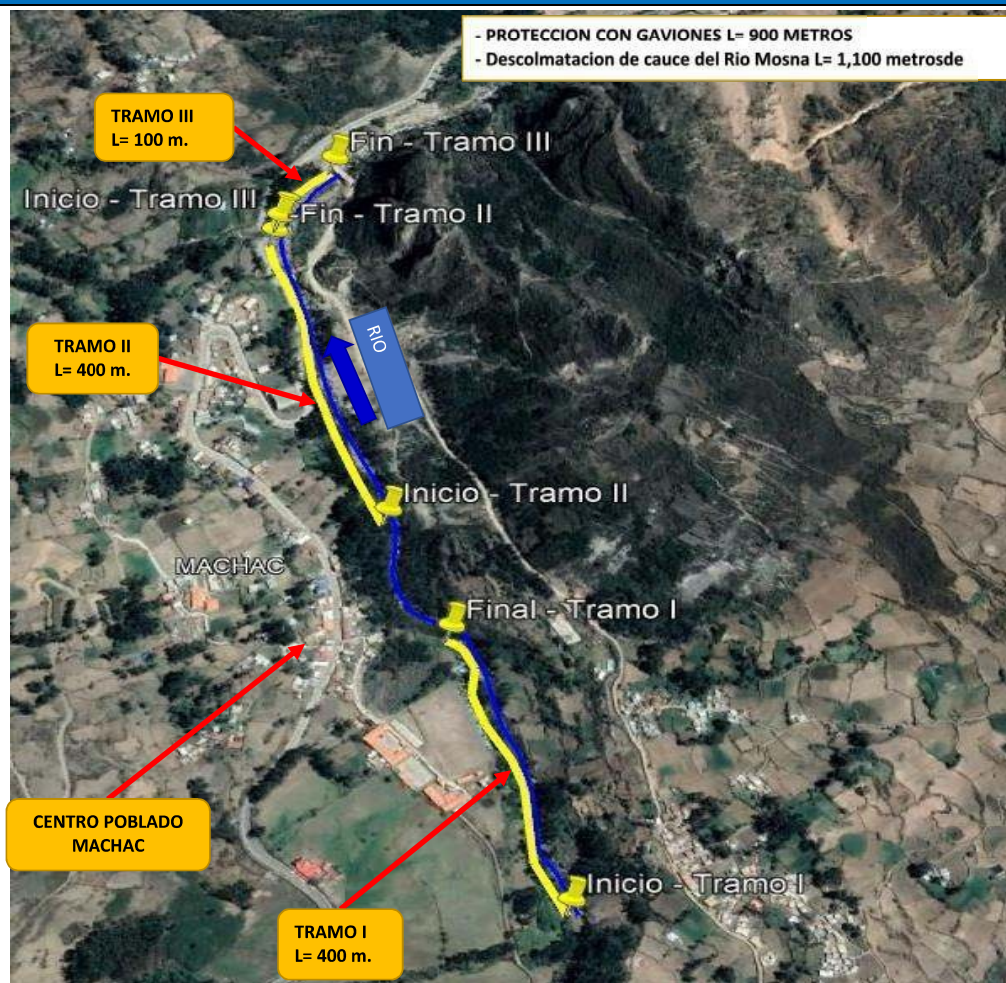 - PROTECCION CON GAVIONES L= 900 METROS
- Descolmatacion de cauce del Rio Mosna L= 1,100 metrosde
TRAMO III
L= 100 m.
Fin - Tramo III
Inicio - Tramo III
Fin - Tramo II
RIO
TRAMO II
L= 400 m.
Inicio - Tramo II
MACHAC
Final - Tramo I
CENTRO POBLADO
MACHAC
Inicio - Tramo I
TRAMO I
L= 400 m.